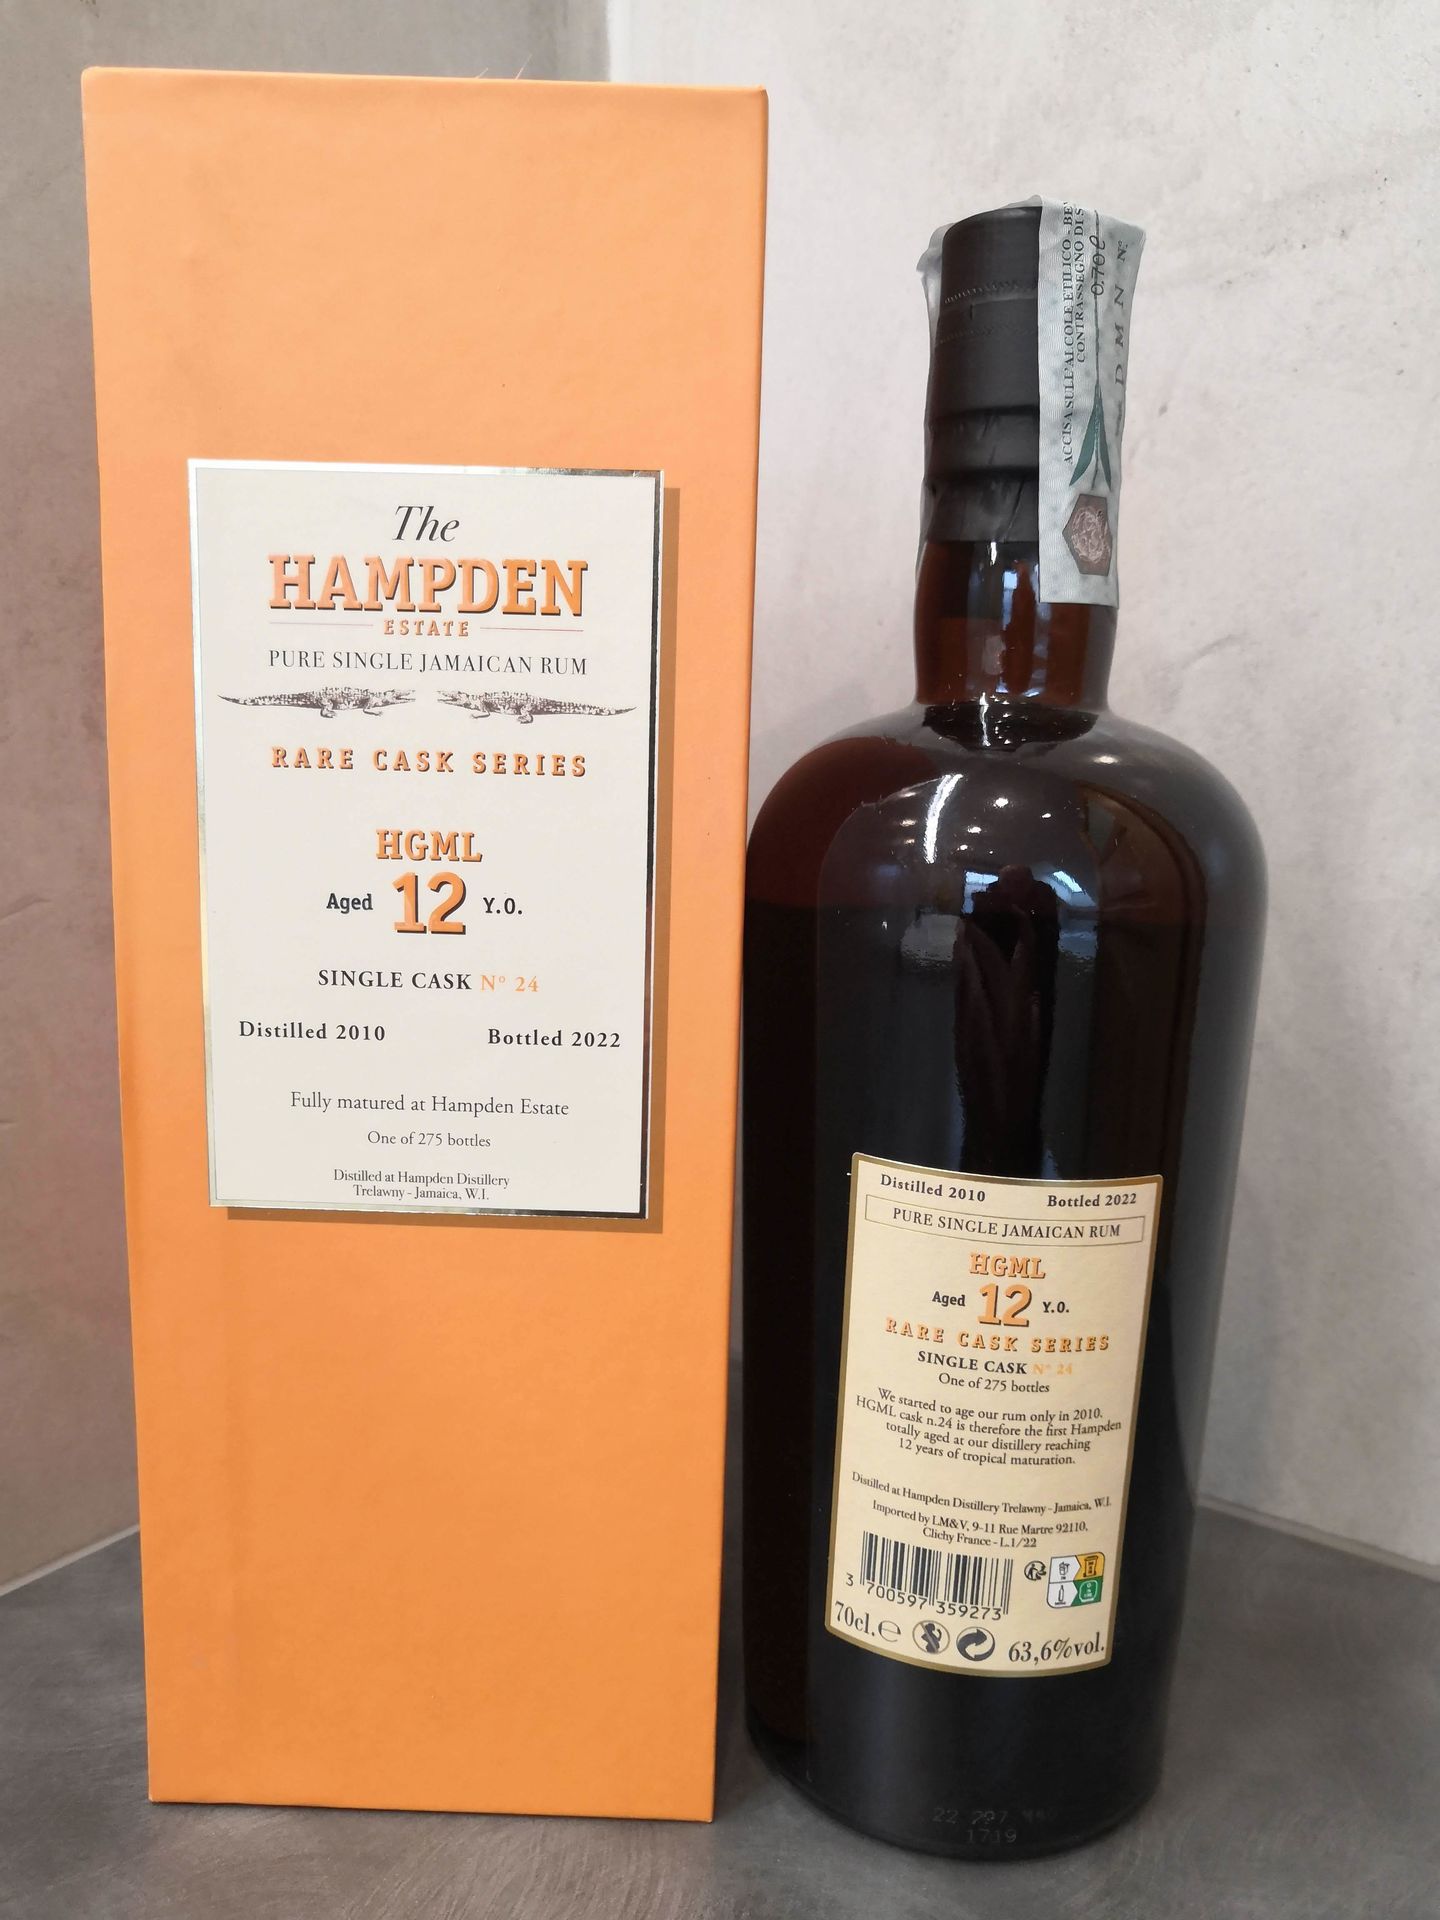 The
HAMPDEN
ESTATE
PURE SINGLE JAMAICAN RUM
RARE CASK SERIES
HGML
Aged 12 Y.O.
SINGLE CASK N° 24
Distilled 2010 Bottled 2022
Fully matured at Hampden Estate
One of 275 bottles
Distilled at Hampden Distillery
Trelawny - Jamaica, W.I.
ACCISA SULL'ALCOLE ETILICO - BE
CONTRASSEGNO DI S
0,70 ℓ
D M N N°
Distilled 2010 Bottled 2022
PURE SINGLE JAMAICAN RUM
HGML
Aged 12 Y.O.
RARE CASK SERIES
SINGLE CASK N° 24
One of 275 bottles
We started to age our rum only in 2010.
HGML cask n.24 is therefore the first Hampden
totally aged at our distillery reaching
12 years of tropical maturation.
Distilled at Hampden Distillery Trelawny - Jamaica, W.I.
Imported by LM&V, 9-11 Rue Martre 92110,
Clichy France - L.1/22
3 700597 359273
70cl. e 63,6%vol.
22 297
1719